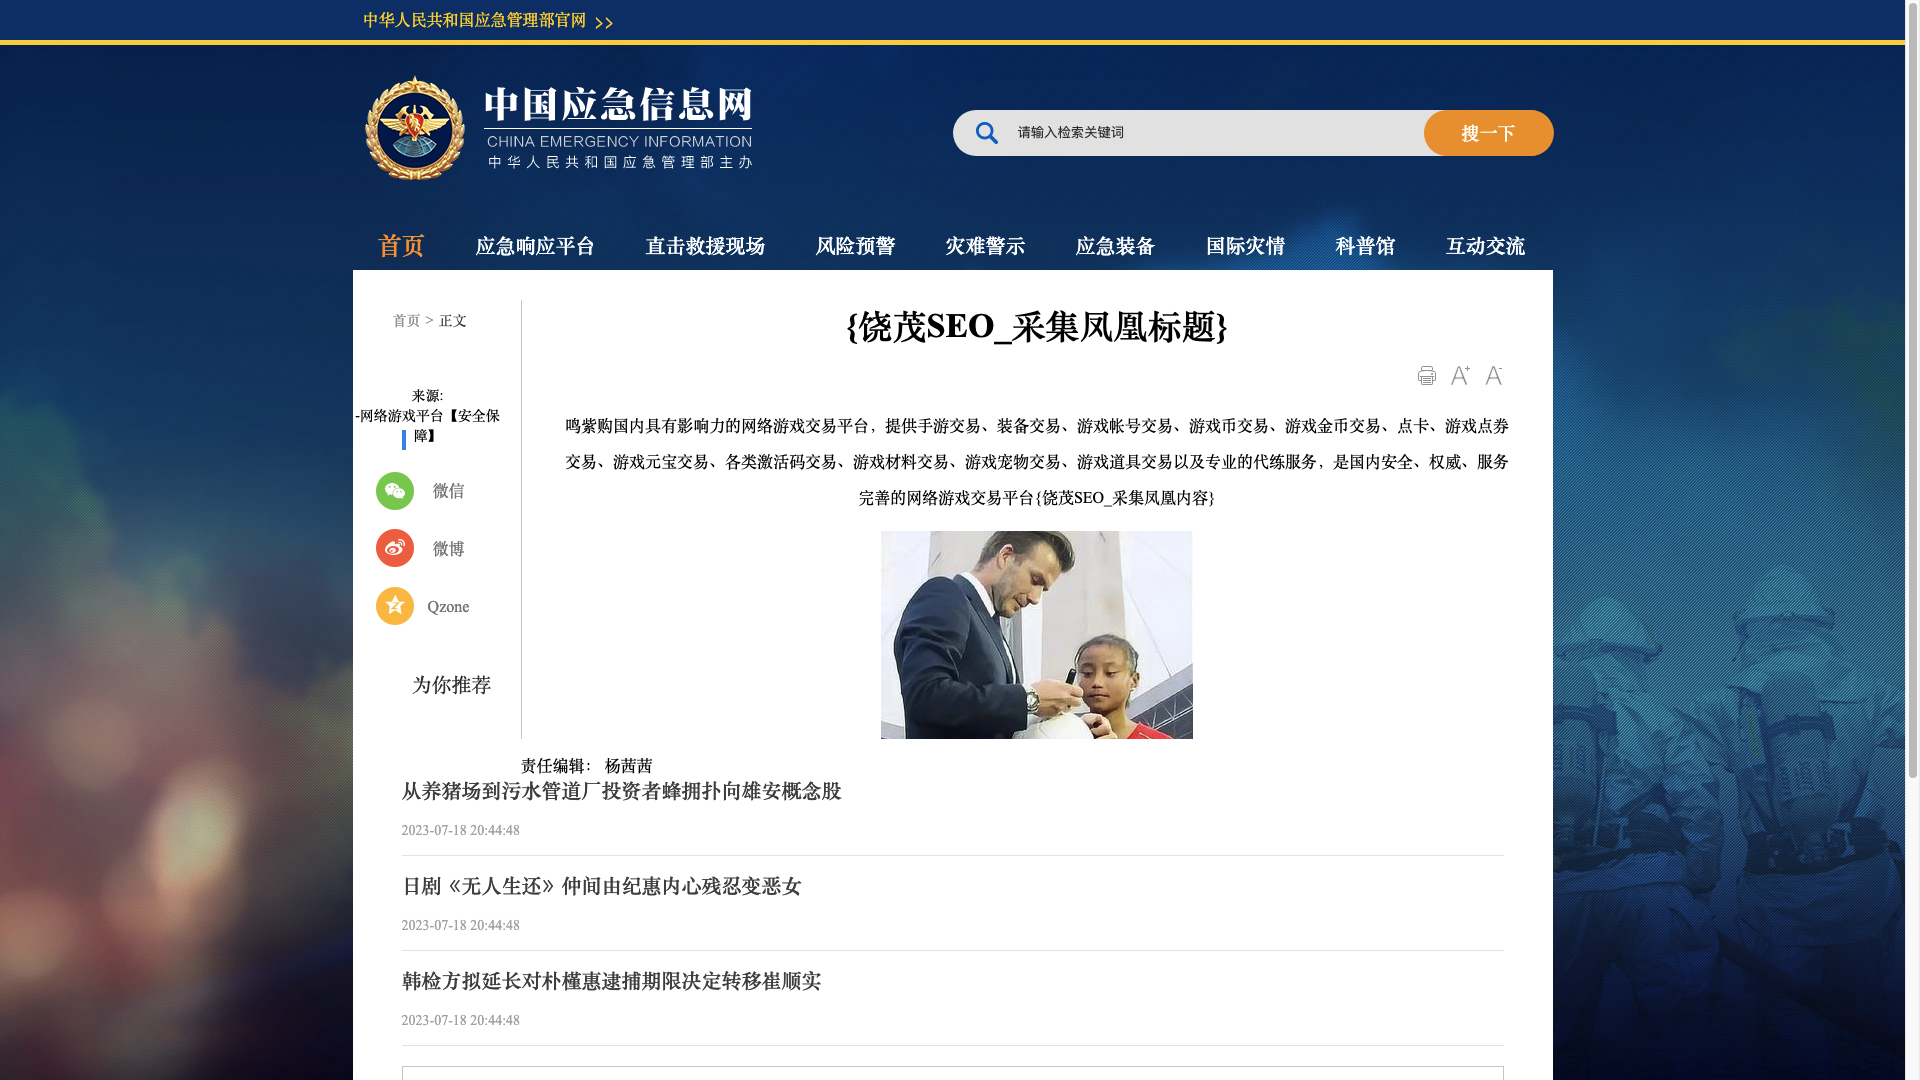 中华人民共和国应急管理部官网 >>
中国应急信息网
CHINA EMERGENCY INFORMATION
中华人民共和国应急管理部主办
请输入检索关键词
搜一下
首页 应急响应平台 直击救援现场 风险预警 灾难警示 应急装备 国际灾情 科普馆 互动交流
首页 > 正文
来源:
-网络游戏平台【安全保
障】
微信
微博
Qzone
为你推荐
{饶茂SEO_采集凤凰标题}
A+ A-
鸣紫购国内具有影响力的网络游戏交易平台，提供手游交易、装备交易、游戏帐号交易、游戏币交易、游戏金币交易、点卡、游戏点券
交易、游戏元宝交易、各类激活码交易、游戏材料交易、游戏宠物交易、游戏道具交易以及专业的代练服务，是国内安全、权威、服务
完善的网络游戏交易平台{饶茂SEO_采集凤凰内容}
责任编辑： 杨茜茜
从养猪场到污水管道厂投资者蜂拥扑向雄安概念股
2023-07-18 20:44:48
日剧《无人生还》仲间由纪惠内心残忍变恶女
2023-07-18 20:44:48
韩检方拟延长对朴槿惠逮捕期限决定转移崔顺实
2023-07-18 20:44:48